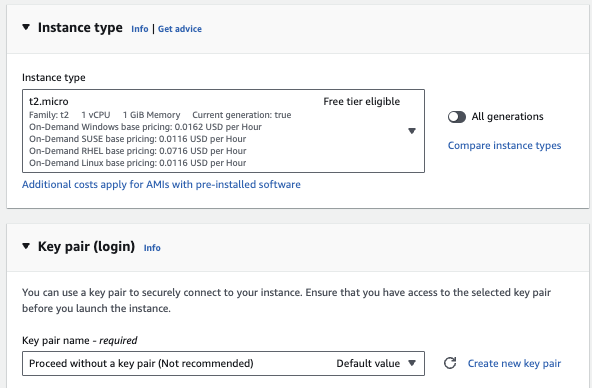 Instance type Info | Get advice
Instance type
t2.micro Free tier eligible
Family: t2 1 vCPU 1 GiB Memory Current generation: true
On-Demand Windows base pricing: 0.0162 USD per Hour
On-Demand SUSE base pricing: 0.0116 USD per Hour
On-Demand RHEL base pricing: 0.0716 USD per Hour
On-Demand Linux base pricing: 0.0116 USD per Hour
All generations
Compare instance types
Additional costs apply for AMIs with pre-installed software
Key pair (login) Info
You can use a key pair to securely connect to your instance. Ensure that you have access to the selected key pair
before you launch the instance.
Key pair name - required
Proceed without a key pair (Not recommended) Default value
Create new key pair